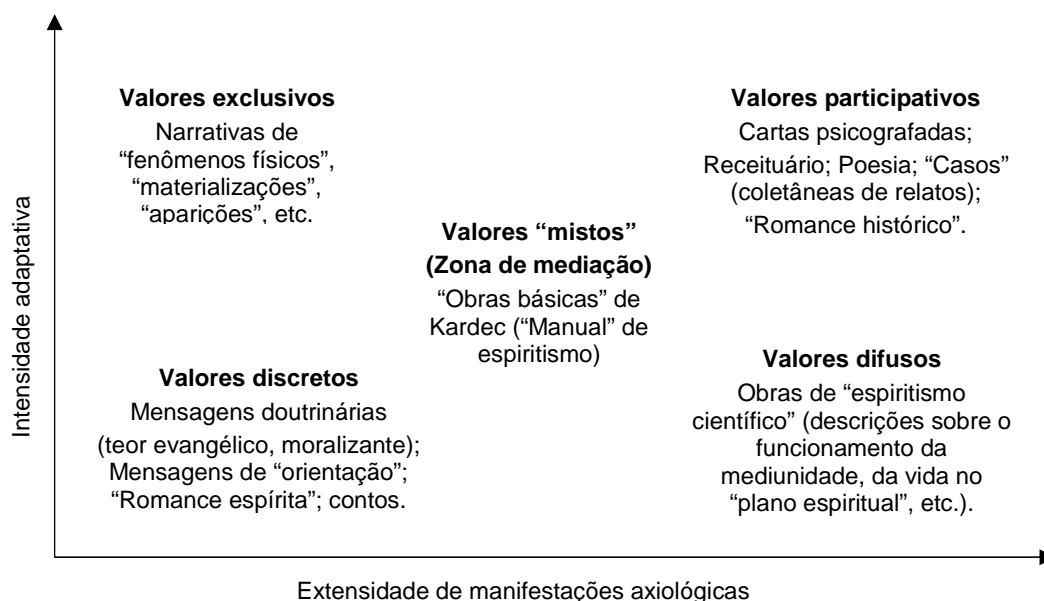 Valores exclusivos
Narrativas de
“fenômenos físicos”,
“materializações”,
“aparições”, etc.
Valores participativos
Cartas psicografadas;
Receituário; Poesia; “Casos”
(coletâneas de relatos);
“Romance histórico”.
Intensidade adaptativa
Valores “mistos”
(Zona de mediação)
“Obras básicas” de
Kardec (“Manual” de
espiritismo)
Valores discretos
Mensagens doutrinárias
(teor evangélico, moralizante);
Mensagens de “orientação”;
“Romance espírita”; contos.
Valores difusos
Obras de “espiritismo
científico” (descrições sobre o
funcionamento da
mediunidade, da vida no
“plano espiritual”, etc.).
Extensidade de manifestações axiológicas